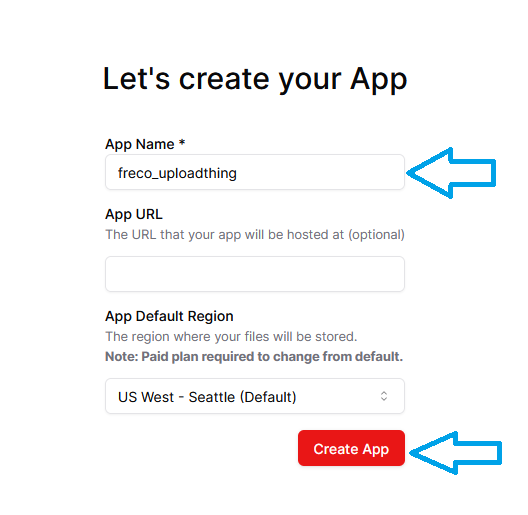 Let's create your App
App Name *
freco_uploadthing
App URL
The URL that your app will be hosted at (optional)
App Default Region
The region where your files will be stored.
Note: Paid plan required to change from default.
US West - Seattle (Default)
Create App